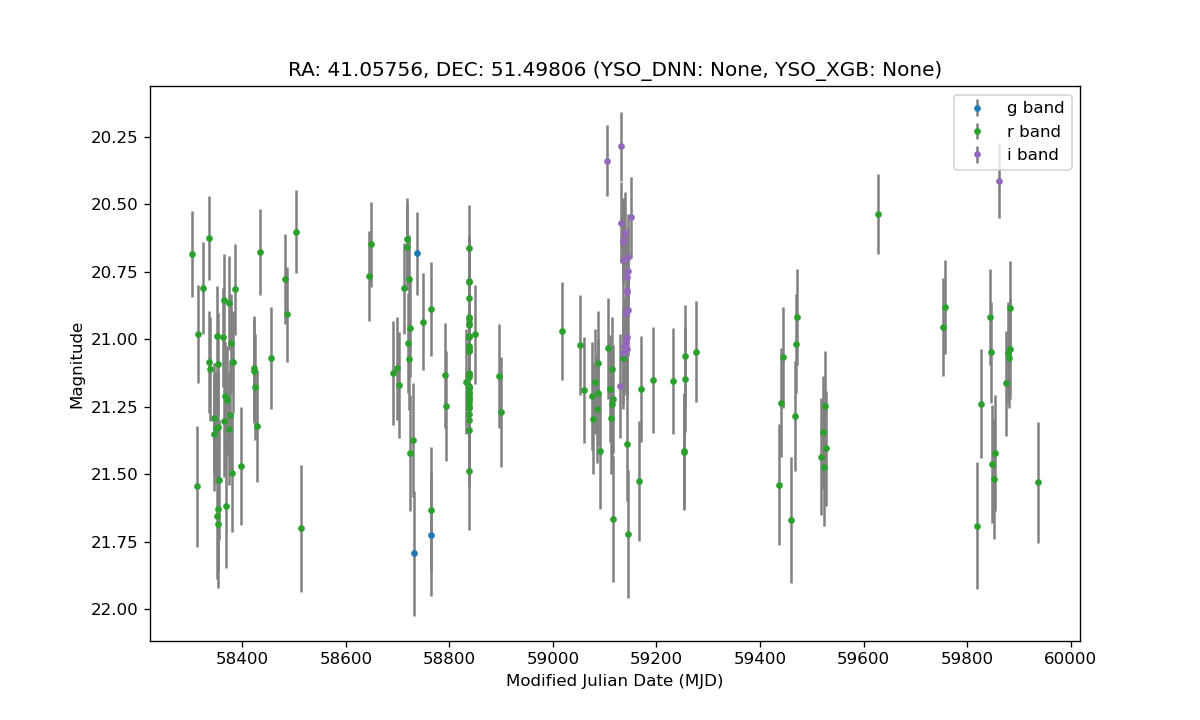 RA: 41.05756, DEC: 51.49806 (YSO_DNN: None, YSO_XGB: None)
g band
r band
i band
20.25
20.50
20.75
21.00
21.25
21.50
21.75
22.00
Magnitude
58400 58600 58800 59000 59200 59400 59600 59800 60000
Modified Julian Date (MJD)